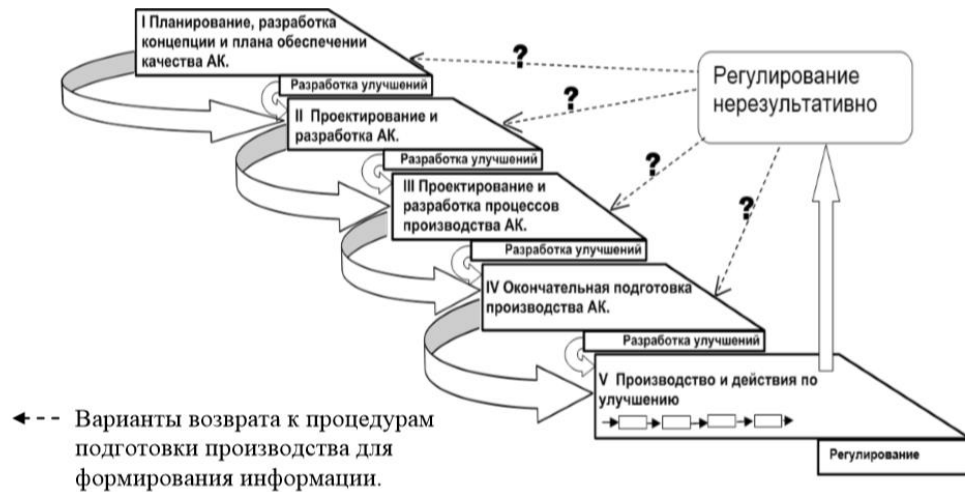 I Планирование, разработка
концепции и плана обеспечении
качества АК.
Разработка улучшений
II Проектирование и
разработка АК.
Разработка улучшений
III Проектирование и
разработка процессов
производства АК.
Разработка улучшений
IV Окончательная подготовка
производства АК.
Разработка улучшений
V Производство и действия по
улучшению
Регулирование
?
?
?
?
Регулирование
нерезультативно
Варианты возврата к процедурам
подготовки производства для
формирования информации.